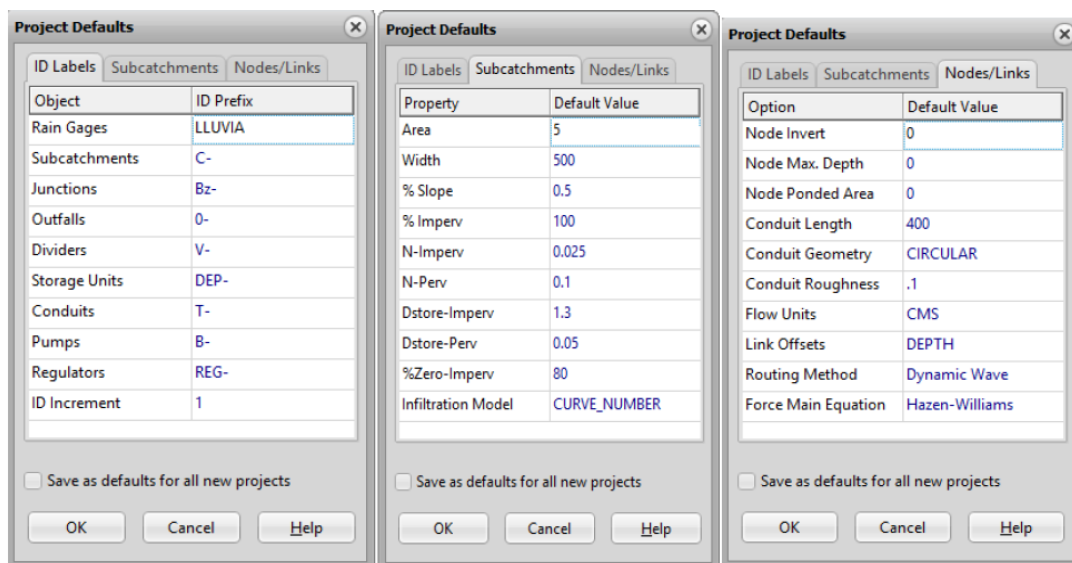 Project Defaults
ID Labels Subcatchments Nodes/Links
Object ID Prefix
Rain Gages LLUVIA
Subcatchments C-
Junctions Bz-
Outfalls 0-
Dividers V-
Storage Units DEP-
Conduits T-
Pumps B-
Regulators REG-
ID Increment 1
Save as defaults for all new projects
OK Cancel Help
Project Defaults
ID Labels Subcatchments Nodes/Links
Property Default Value
Area 5
Width 500
% Slope 0.5
% Imperv 100
N-Imperv 0.025
N-Perv 0.1
Dstore-Imperv 1.3
Dstore-Perv 0.05
%Zero-Imperv 80
Infiltration Model CURVE_NUMBER
Save as defaults for all new projects
OK Cancel Help
Project Defaults
ID Labels Subcatchments Nodes/Links
Option Default Value
Node Invert 0
Node Max. Depth 0
Node Ponded Area 0
Conduit Length 400
Conduit Geometry CIRCULAR
Conduit Roughness .1
Flow Units CMS
Link Offsets DEPTH
Routing Method Dynamic Wave
Force Main Equation Hazen-Williams
Save as defaults for all new projects
OK Cancel Help